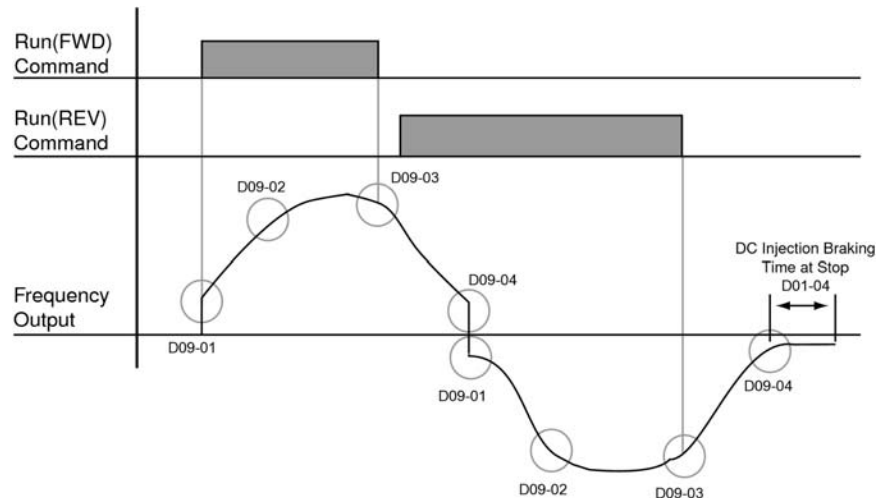 Run(FWD)
Command
Run(REV)
Command
D09-02
D09-03
DC Injection Braking
Time at Stop
D01-04
Frequency
Output
D09-04
D09-01
D09-01
D09-04
D09-02
D09-03